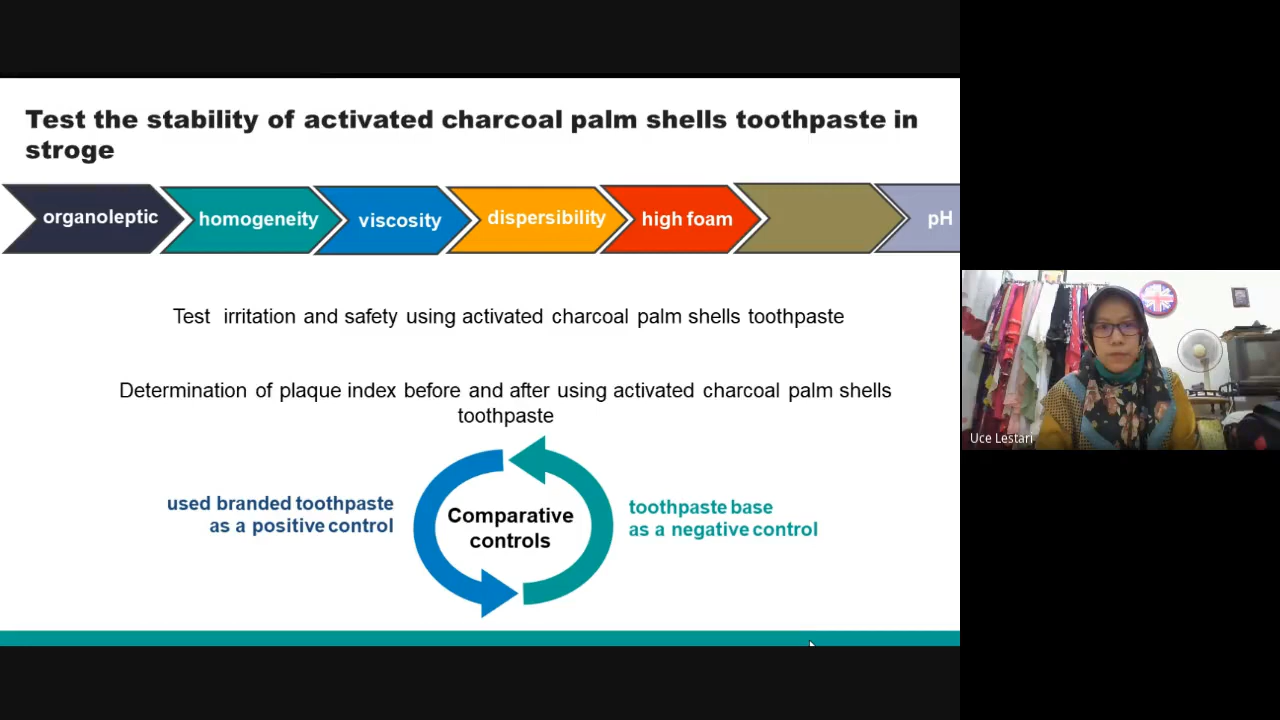 Test the stability of activated charcoal palm shells toothpaste in
stroge
organoleptic
homogeneity
viscosity
dispersibility
high foam
pH
Test irritation and safety using activated charcoal palm shells toothpaste
Determination of plaque index before and after using activated charcoal palm shells
toothpaste
used branded toothpaste
as a positive control
Comparative
controls
toothpaste base
as a negative control
Uce Lestari